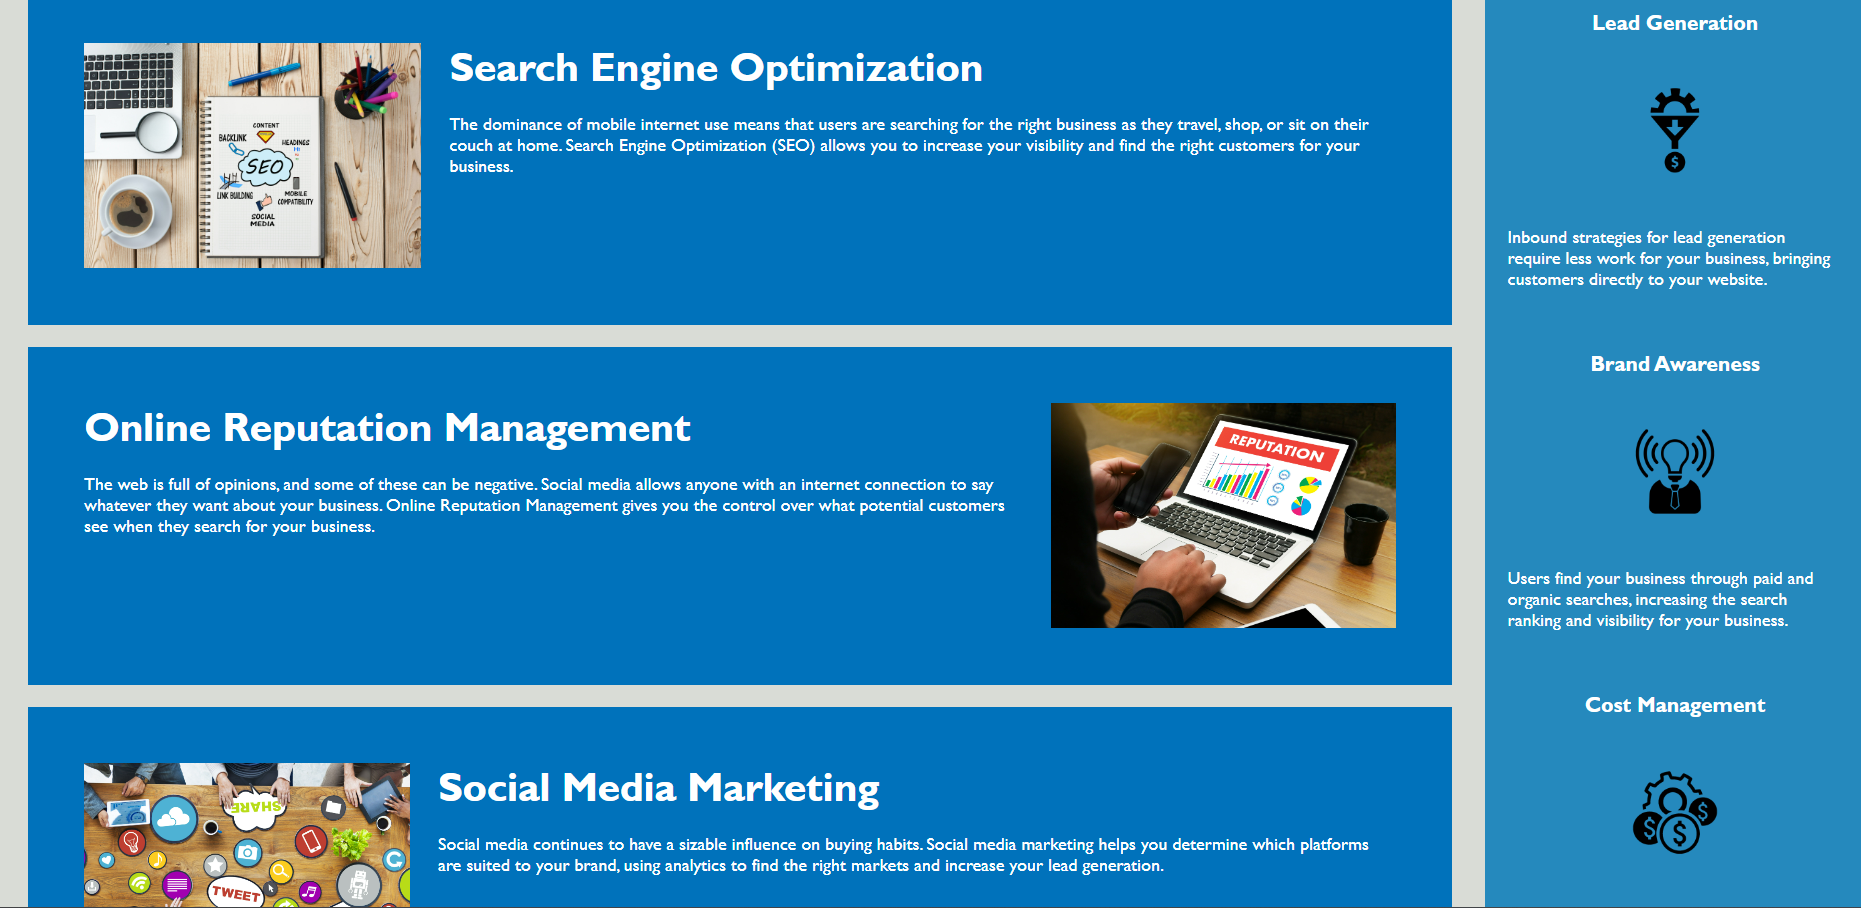 Search Engine Optimization
The dominance of mobile internet use means that users are searching for the right business as they travel, shop, or sit on their
couch at home. Search Engine Optimization (SEO) allows you to increase your visibility and find the right customers for your
business.
CONTENT
BACKLINK
HEADINGS
H1
SEO
LINK BUILDING
MOBILE
COMPATIBILITY
SOCIAL
MEDIA
Online Reputation Management
The web is full of opinions, and some of these can be negative. Social media allows anyone with an internet connection to say
whatever they want about your business. Online Reputation Management gives you the control over what potential customers
see when they search for your business.
REPUTATION
Social Media Marketing
Social media continues to have a sizable influence on buying habits. Social media marketing helps you determine which platforms
are suited to your brand, using analytics to find the right markets and increase your lead generation.
SHARE
TWEET
Lead Generation
$
Inbound strategies for lead generation
require less work for your business, bringing
customers directly to your website.
Brand Awareness
Users find your business through paid and
organic searches, increasing the search
ranking and visibility for your business.
Cost Management
$ $ $